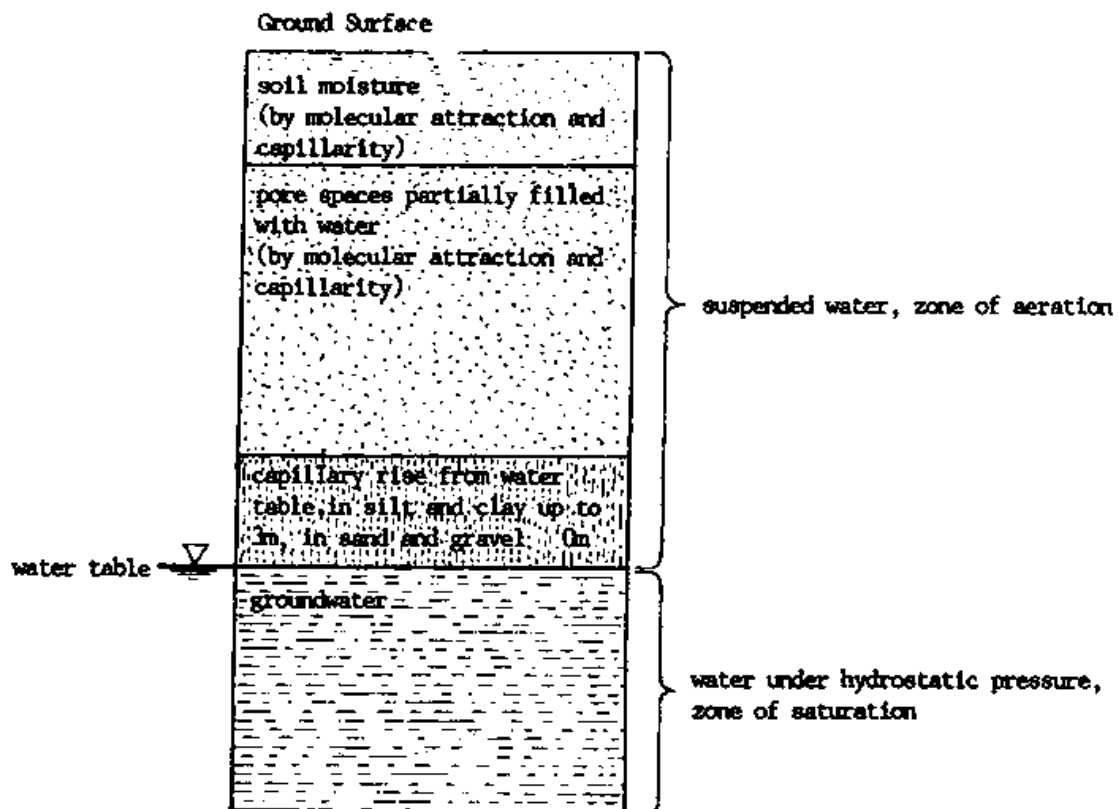 Ground Surface
soil moisture
(by molecular attraction and
capillarity)
pore spaces partially filled
with water
(by molecular attraction and
capillarity)
suspended water, zone of aeration
capillary rise from water
table,in silt and clay up to
3m, in sand and gravel 0m
water table
groundwater
water under hydrostatic pressure,
zone of saturation